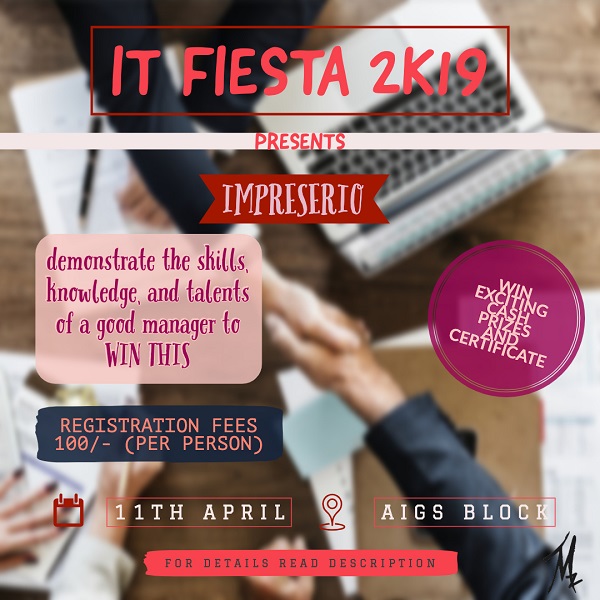 IT FIESTA 2K19
PRESENTS
IMPRESERIO
demonstrate the skills,
knowledge, and talents
of a good manager to
WIN THIS
WIN
EXCITING
CASH
PRIZES
AND
CERTIFICATE
REGISTRATION FEES
100/- (PER PERSON)
11TH APRIL
AIGS BLOCK
FOR DETAILS READ DESCRIPTION